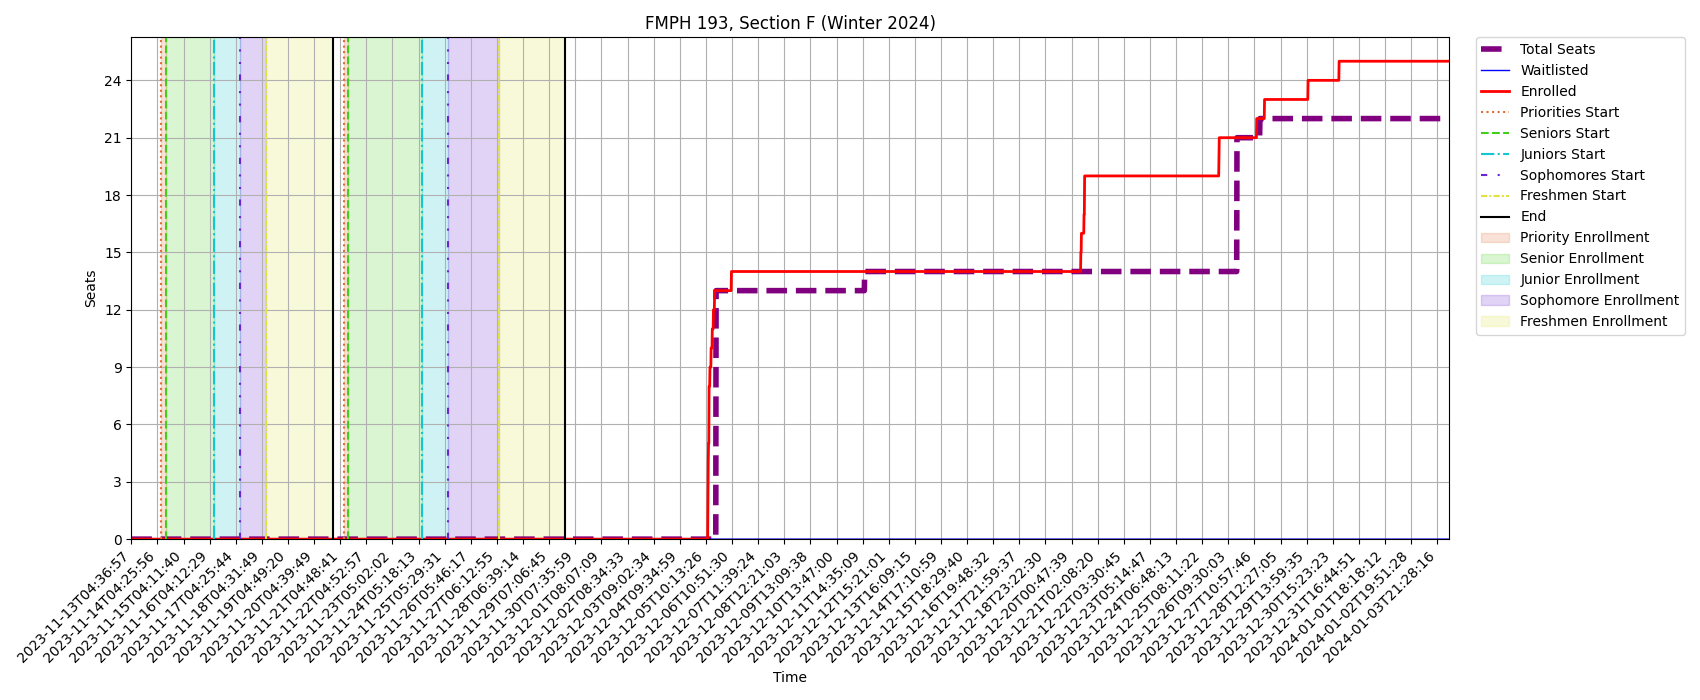 FMPH 193, Section F (Winter 2024)
Seats
24
21
18
15
12
9
6
3
0
2023-11-13T04:36:57
2023-11-14T04:25:56
2023-11-15T04:11:40
2023-11-16T04:12:29
2023-11-17T04:25:44
2023-11-18T04:31:49
2023-11-19T04:49:20
2023-11-20T04:39:49
2023-11-21T04:48:41
2023-11-22T04:52:57
2023-11-23T05:02:02
2023-11-24T05:18:13
2023-11-25T05:29:31
2023-11-26T05:46:17
2023-11-27T06:12:55
2023-11-28T06:39:14
2023-11-29T07:06:45
2023-11-30T07:35:59
2023-12-01T08:07:09
2023-12-02T08:34:33
2023-12-03T09:02:34
2023-12-04T09:34:59
2023-12-05T10:13:26
2023-12-06T10:51:30
2023-12-07T11:39:24
2023-12-08T12:21:03
2023-12-09T13:09:38
2023-12-10T13:47:00
2023-12-11T14:35:09
2023-12-12T15:21:01
2023-12-13T16:09:15
2023-12-14T17:10:59
2023-12-15T18:29:40
2023-12-16T19:48:32
2023-12-17T21:59:37
2023-12-18T23:22:30
2023-12-20T00:47:39
2023-12-21T02:08:20
2023-12-22T03:30:45
2023-12-23T05:14:47
2023-12-24T06:48:13
2023-12-25T08:11:22
2023-12-26T09:30:03
2023-12-27T10:57:46
2023-12-28T12:27:05
2023-12-29T13:59:35
2023-12-30T15:23:23
2023-12-31T16:44:51
2024-01-01T18:18:12
2024-01-02T19:51:28
2024-01-03T21:28:16
Time
Total Seats
Waitlisted
Enrolled
Priorities Start
Seniors Start
Juniors Start
Sophomores Start
Freshmen Start
End
Priority Enrollment
Senior Enrollment
Junior Enrollment
Sophomore Enrollment
Freshmen Enrollment